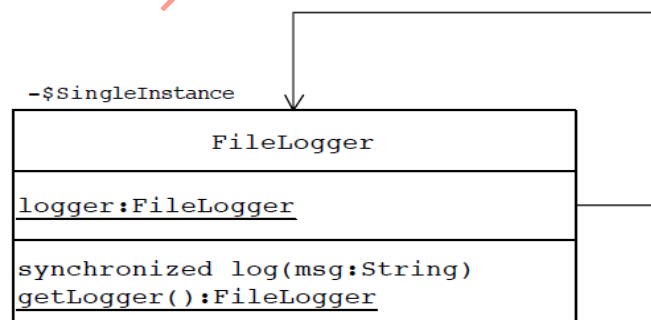 -$SingleInstance
FileLogger
logger:FileLogger
synchronized log(msg:String)
getLogger():FileLogger